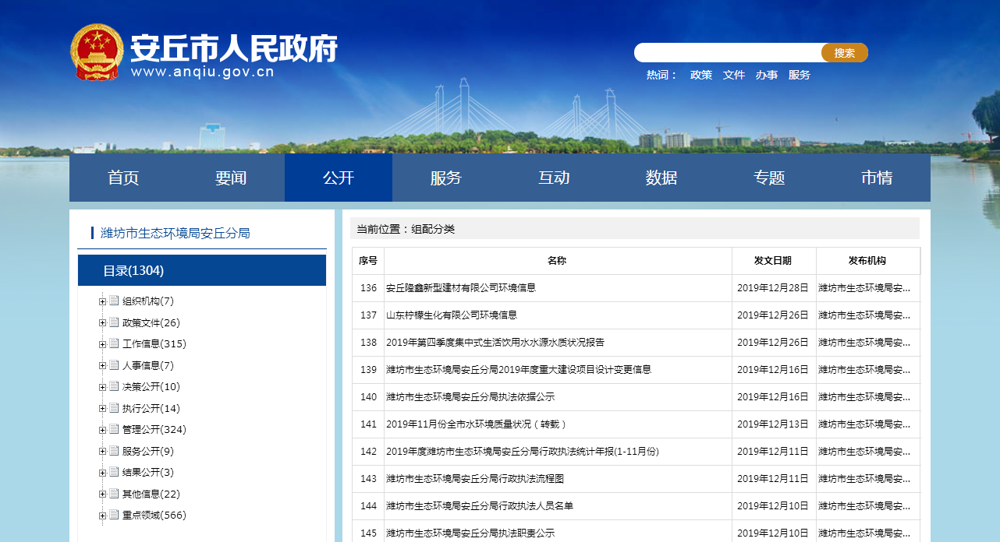 安丘市人民政府
www.anqiu.gov.cn
搜索
热词： 政策 文件 办事 服务
首页 要闻 公开 服务 互动 数据 专题 市情
潍坊市生态环境局安丘分局
目录(1304)
组织机构(7)
政策文件(26)
工作信息(315)
人事信息(7)
决策公开(10)
执行公开(14)
管理公开(324)
服务公开(9)
结果公开(3)
其他信息(22)
重点领域(566)
当前位置：组配分类
序号 名称 发文日期 发布机构
136 安丘隆鑫新型建材有限公司环境信息 2019年12月28日 潍坊市生态环境局安...
137 山东柠檬生化有限公司环境信息 2019年12月26日 潍坊市生态环境局安...
138 2019年第四季度集中式生活饮用水水源水质状况报告 2019年12月26日 潍坊市生态环境局安...
139 潍坊市生态环境局安丘分局2019年度重大建设项目设计变更信息 2019年12月16日 潍坊市生态环境局安...
140 潍坊市生态环境局安丘分局执法依据公示 2019年12月16日 潍坊市生态环境局安...
141 2019年11月份全市水环境质量状况（转载） 2019年12月13日 潍坊市生态环境局安...
142 2019年度潍坊市生态环境局安丘分局行政执法统计年报(1-11月份) 2019年12月11日 潍坊市生态环境局安...
143 潍坊市生态环境局安丘分局行政执法流程图 2019年12月11日 潍坊市生态环境局安...
144 潍坊市生态环境局安丘分局行政执法人员名单 2019年12月10日 潍坊市生态环境局安...
145 潍坊市生态环境局安丘分局执法职责公示 2019年12月10日 潍坊市生态环境局安...